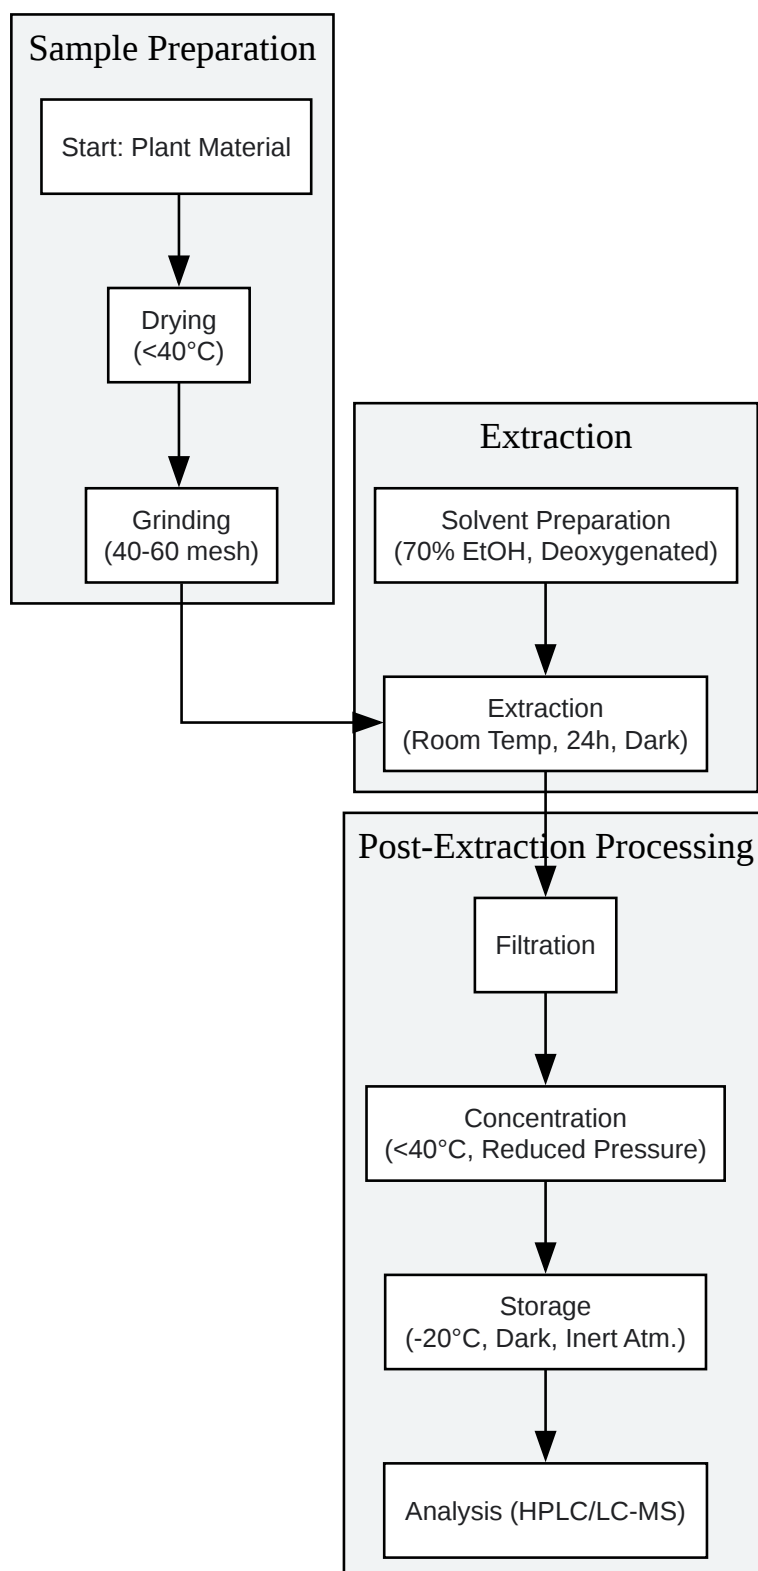 Sample Preparation
Start: Plant Material
Drying
(<40°C)
Grinding
(40-60 mesh)
Extraction
Solvent Preparation
(70% EtOH, Deoxygenated)
Extraction
(Room Temp, 24h, Dark)
Post-Extraction Processing
Filtration
Concentration
(<40°C, Reduced Pressure)
Storage
(-20°C, Dark, Inert Atm.)
Analysis (HPLC/LC-MS)